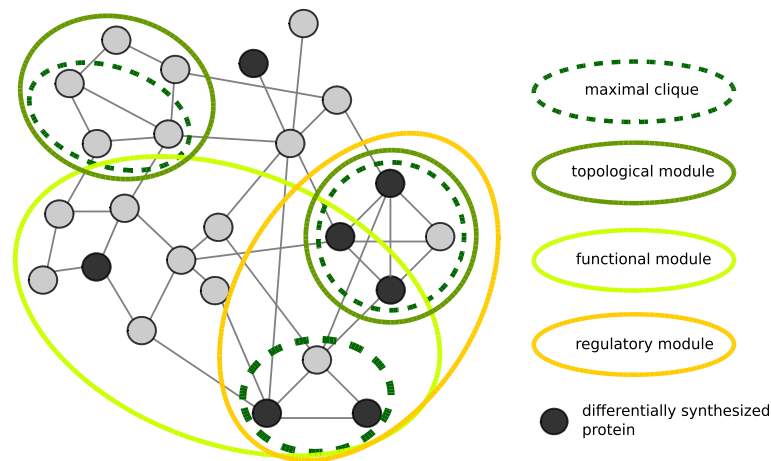 maximal clique
topological module
functional module
regulatory module
differentially synthesized
protein